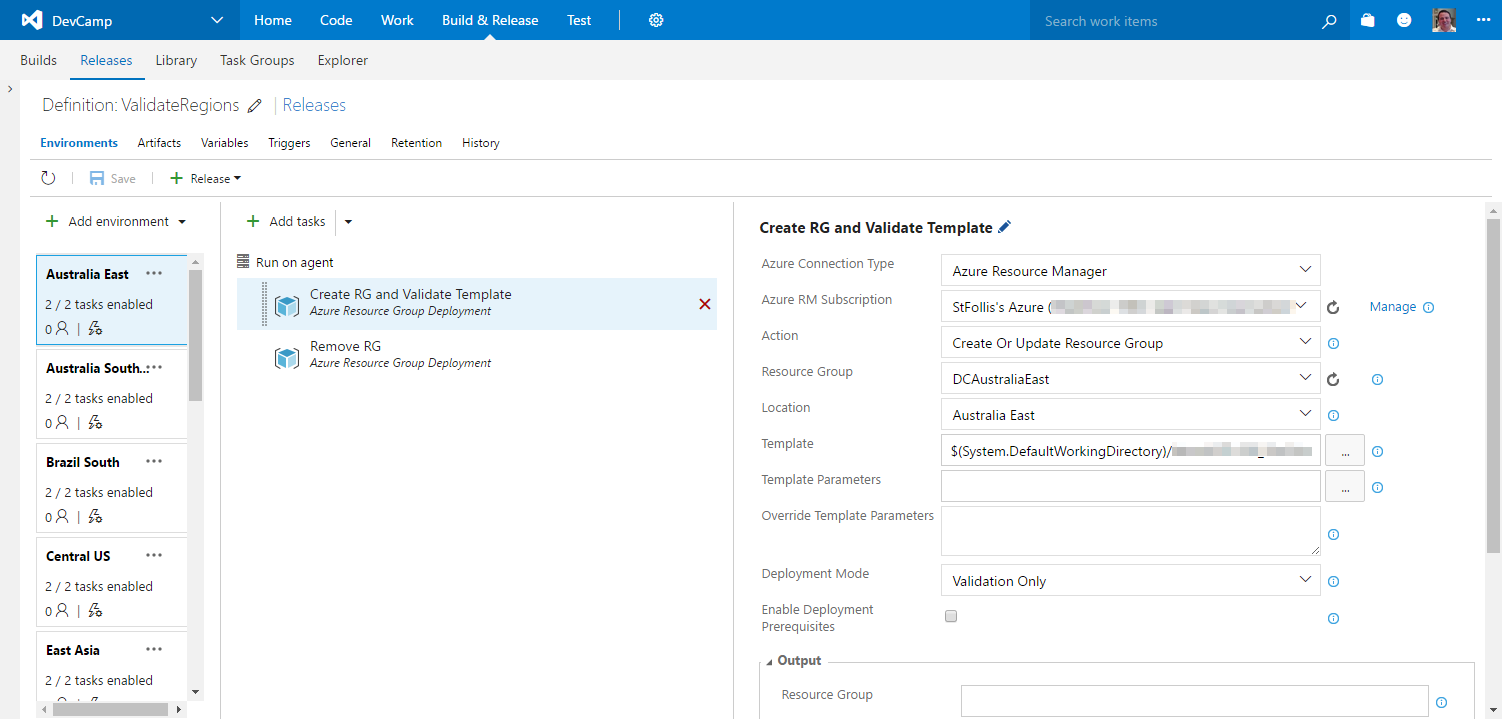 DevCamp
Home Code Work Build & Release Test
Search work items
Builds Releases Library Task Groups Explorer
Definition: ValidateRegions | Releases
Environments Artifacts Variables Triggers General Retention History
Save
Release
Add environment
Australia East
2 / 2 tasks enabled
0
Australia South...
2 / 2 tasks enabled
0
Brazil South
2 / 2 tasks enabled
0
Central US
2 / 2 tasks enabled
0
East Asia
2 / 2 tasks enabled
Add tasks
Run on agent
Create RG and Validate Template
Azure Resource Group Deployment
Remove RG
Azure Resource Group Deployment
Create RG and Validate Template
Azure Connection Type
Azure Resource Manager
Azure RM Subscription
StFollis's Azure (
Manage
Action
Create Or Update Resource Group
Resource Group
DCAustraliaEast
Location
Australia East
Template
$(System.DefaultWorkingDirectory)/
...
Template Parameters
...
Override Template Parameters
Deployment Mode
Validation Only
Enable Deployment
Prerequisites
Output
Resource Group